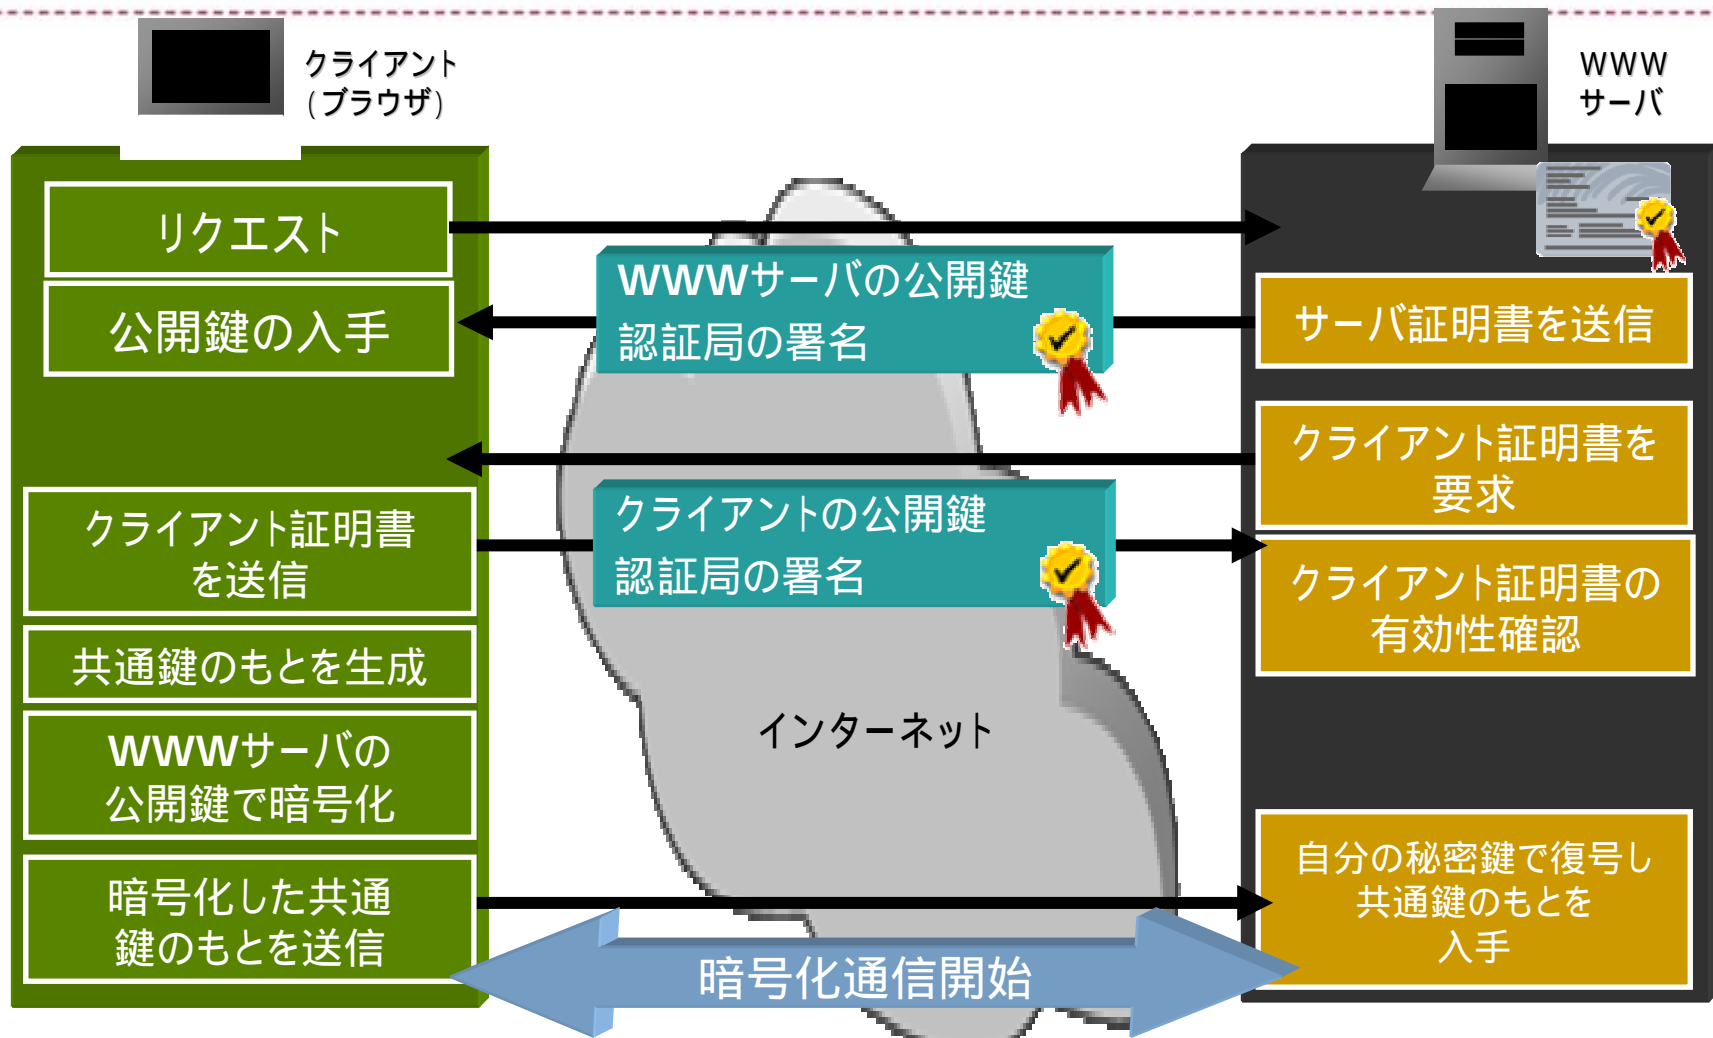 クライアント
(ブラウザ)
WWW
サーバ
リクエスト
WWWサーバの公開鍵
認証局の署名
公開鍵の入手
サーバ証明書を送信
クライアント証明書を
要求
クライアント証明書
を送信
クライアントの公開鍵
認証局の署名
クライアント証明書の
有効性確認
共通鍵のもとを生成
インターネット
WWWサーバの
公開鍵で暗号化
暗号化した共通
鍵のもとを送信
自分の秘密鍵で復号し
共通鍵のもとを
入手
暗号化通信開始